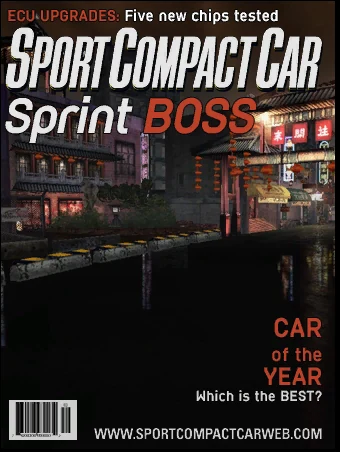 ECU UPGRADES: Five new chips tested
SPORT COMPACT CAR
Sprint BOSS
CAR
of the
YEAR
Which is the BEST?
WWW.SPORTCOMPACTCARWEB.COM